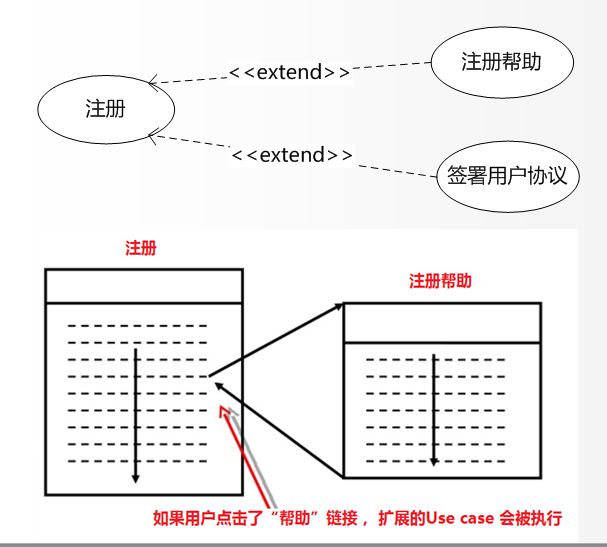 注册帮助
<<extend>>
注册
<<extend>>
签署用户协议
注册
注册帮助
如果用户点击了“帮助”链接，扩展的Use case 会被执行